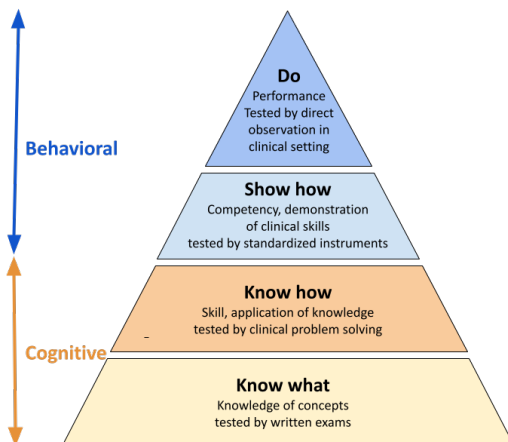 Do
Performance
Tested by direct
observation in
clinical setting
Behavioral
Show how
Competency, demonstration
of clinical skills
tested by standardized instruments
Know how
Skill, application of knowledge
tested by clinical problem solving
Cognitive
Know what
Knowledge of concepts
tested by written exams